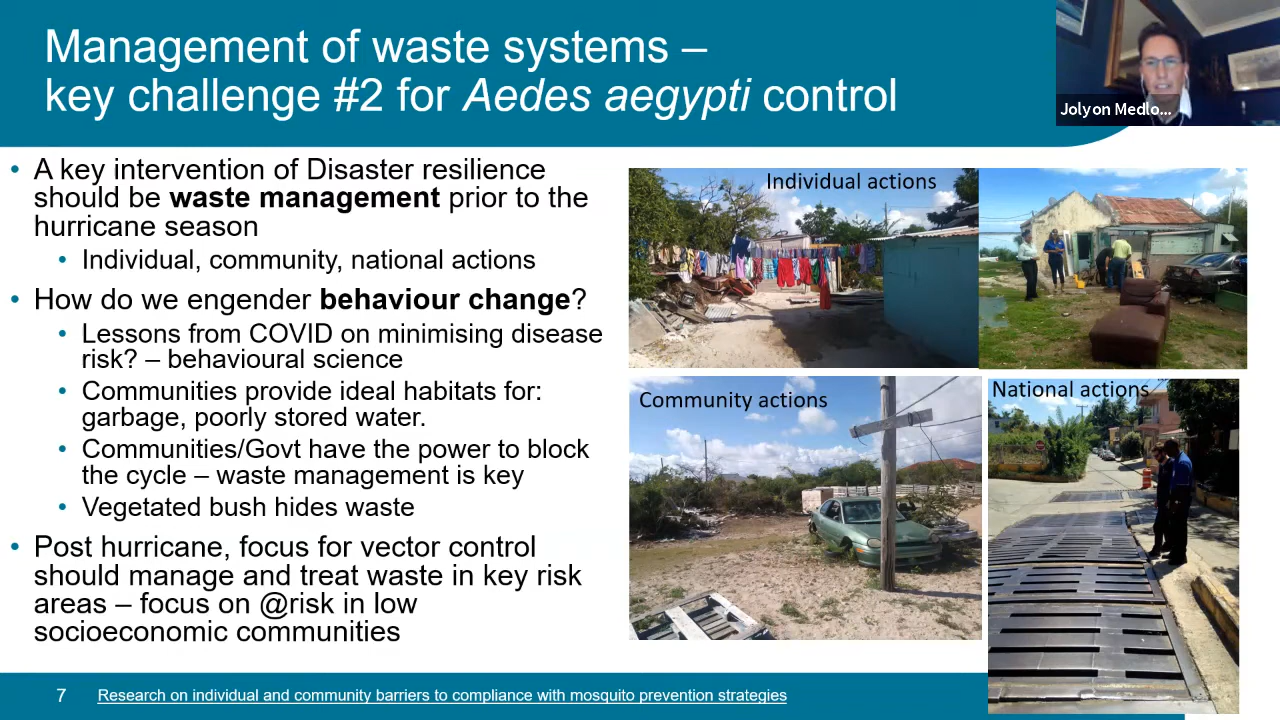 Management of waste systems –
key challenge #2 for Aedes aegypti control
Jolyon Medlo...
• A key intervention of Disaster resilience
should be waste management prior to the
hurricane season
• Individual, community, national actions
• How do we engender behaviour change?
• Lessons from COVID on minimising disease
risk? – behavioural science
• Communities provide ideal habitats for:
garbage, poorly stored water.
• Communities/Govt have the power to block
the cycle – waste management is key
• Vegetated bush hides waste
• Post hurricane, focus for vector control
should manage and treat waste in key risk
areas – focus on @risk in low
socioeconomic communities
Individual actions
Community actions
National actions
7 Research on individual and community barriers to compliance with mosquito prevention strategies